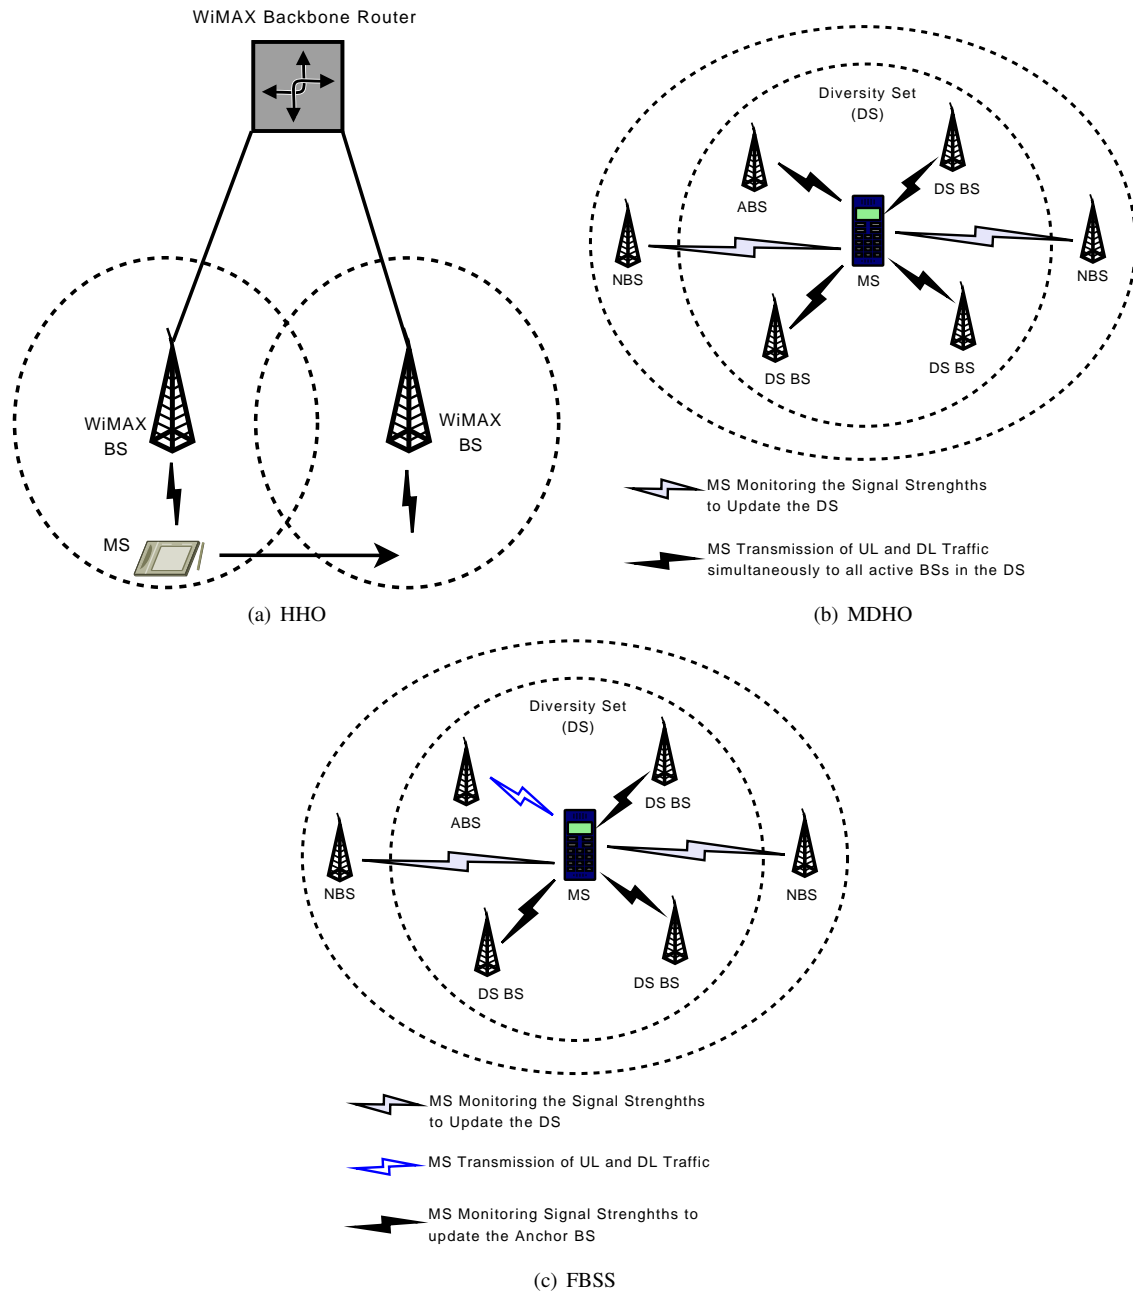 WiMAX Backbone Router
WiMAX
BS
WiMAX
BS
MS
(a) HHO
Diversity Set
(DS)
ABS
DS BS
NBS
MS
NBS
DS BS
DS BS
MS Monitoring the Signal Strenghths
to Update the DS
MS Transmission of UL and DL Traffic
simultaneously to all active BSs in the DS
(b) MDHO
Diversity Set
(DS)
ABS
DS BS
NBS
MS
NBS
DS BS
DS BS
MS Monitoring the Signal Strenghths
to Update the DS
MS Transmission of UL and DL Traffic
MS Monitoring Signal Strenghths to
update the Anchor BS
(c) FBSS